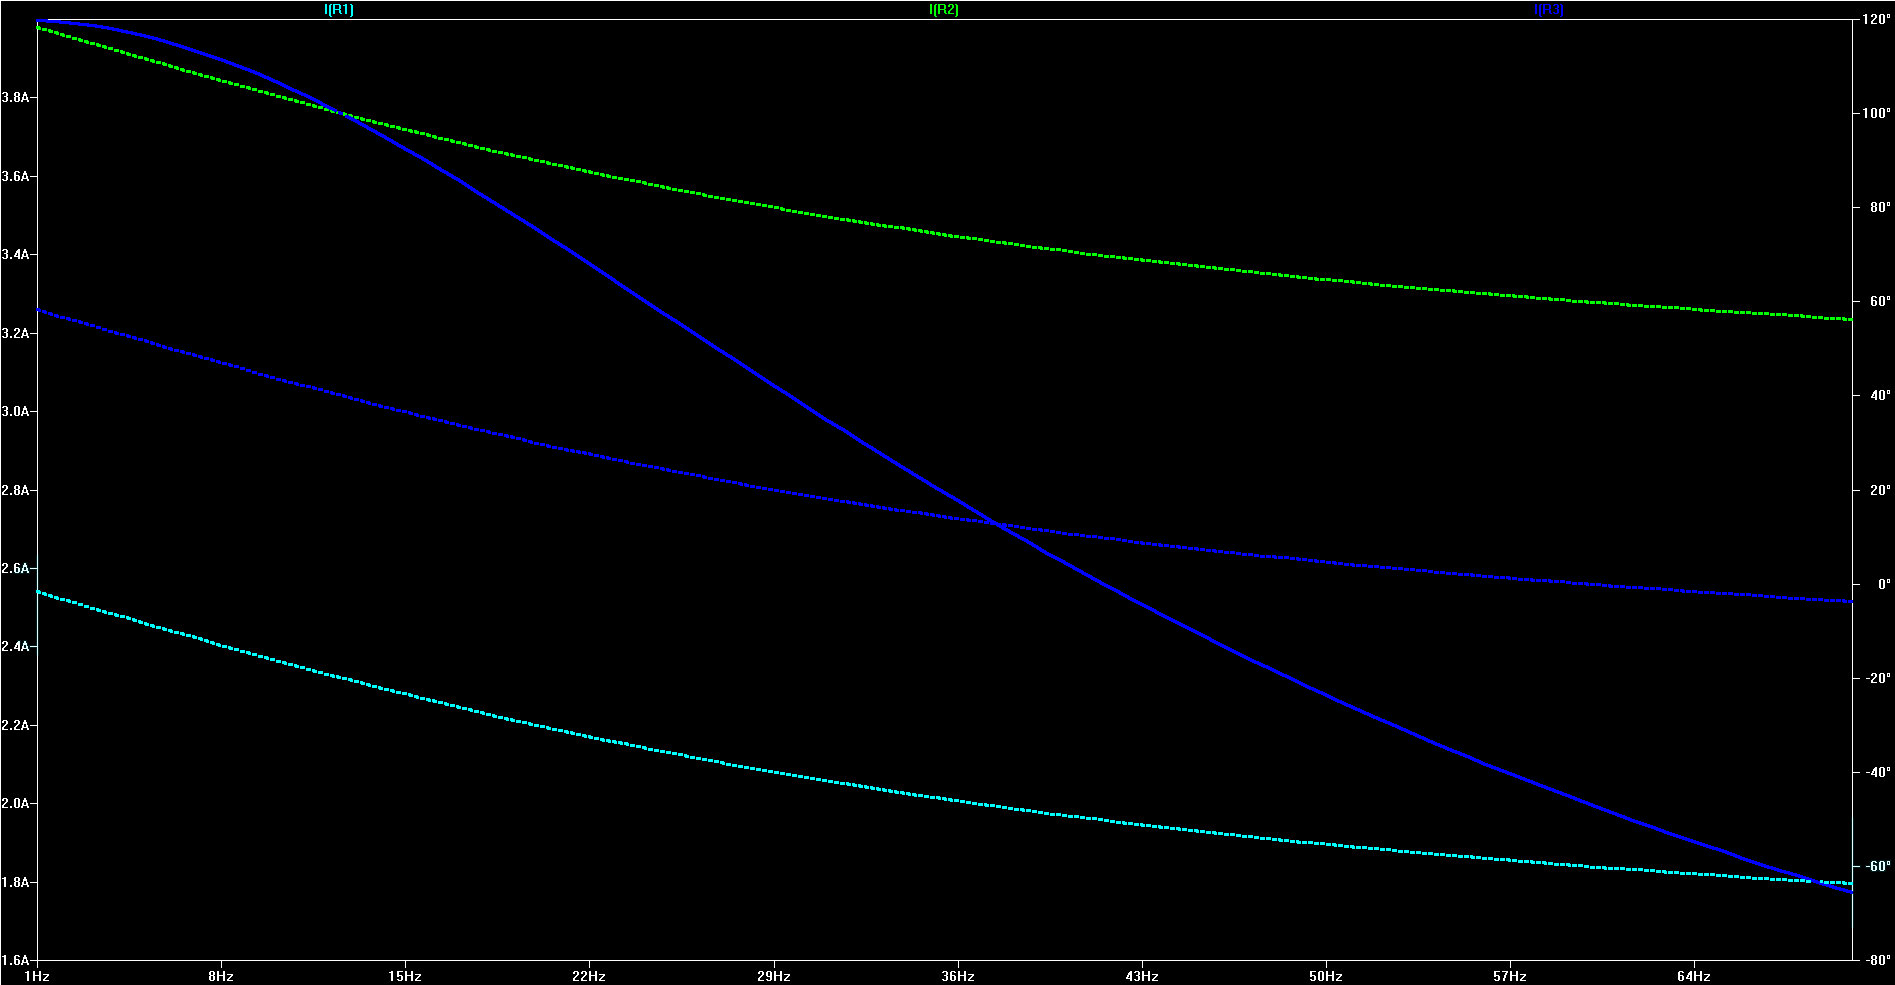 I(R1) I(R2) I(R3)
120°
3.8A
100°
3.6A
80°
3.4A
60°
3.2A
3.0A
40°
2.8A
20°
2.6A
0°
2.4A
-20°
2.2A
-40°
2.0A
-60°
1.8A
1.6A
-80°
1Hz 8Hz 15Hz 22Hz 29Hz 36Hz 43Hz 50Hz 57Hz 64Hz